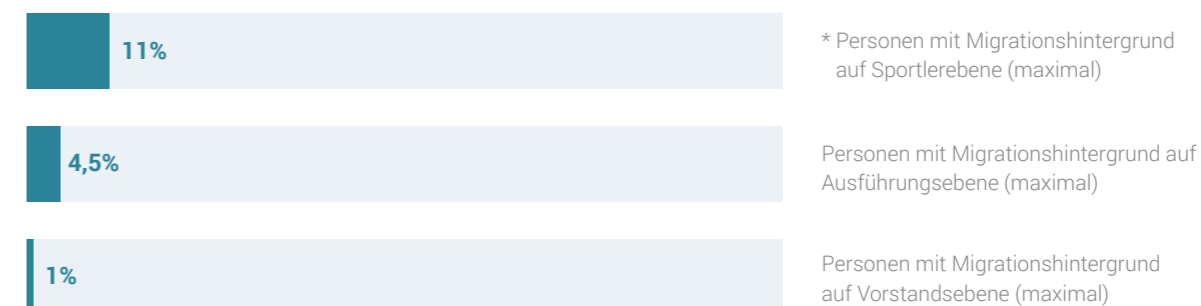 11%
* Personen mit Migrationshintergrund
auf Sportlerebene (maximal)
4,5%
Personen mit Migrationshintergrund auf
Ausführungsebene (maximal)
1%
Personen mit Migrationshintergrund
auf Vorstandsebene (maximal)